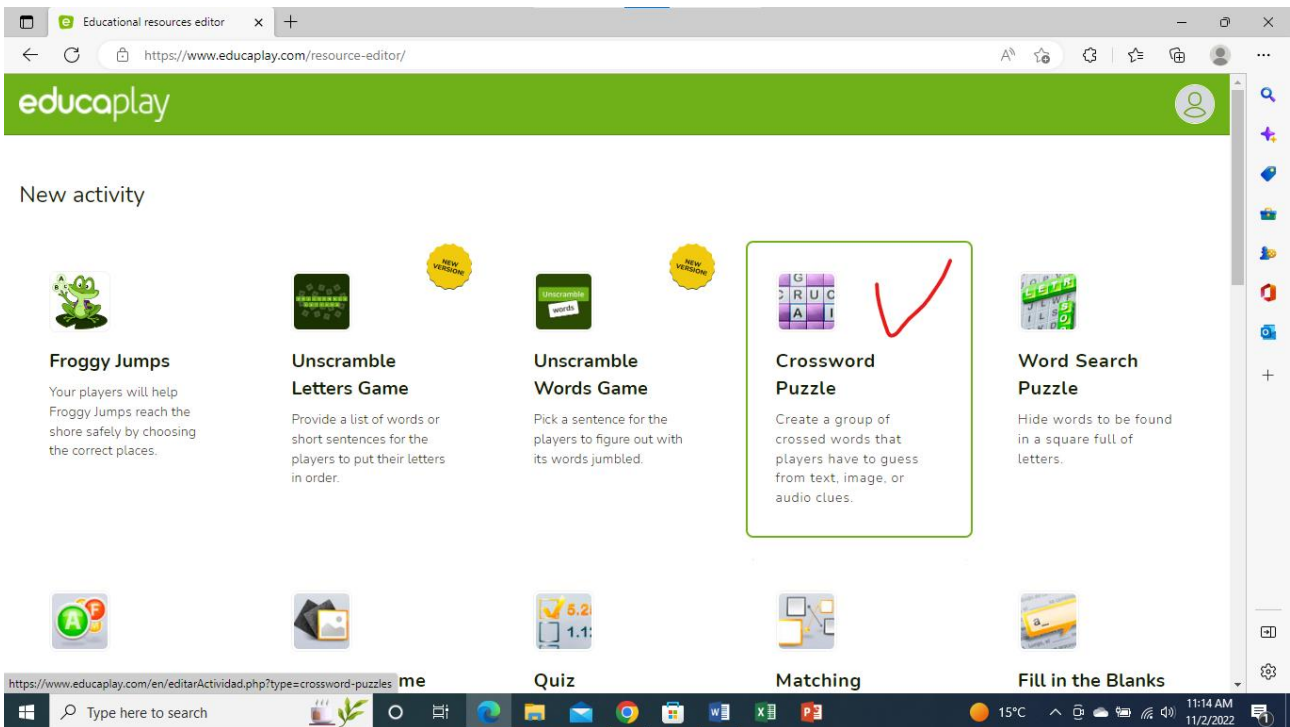 Educational resources editor
https://www.educaplay.com/resource-editor/
educaplay
New activity
NEW VERSION!
NEW VERSION!
Froggy Jumps
Your players will help
Froggy Jumps reach the
shore safely by choosing
the correct places.
Unscramble
Letters Game
Provide a list of words or
short sentences for the
players to put their letters
in order.
Unscramble
words
Unscramble
Words Game
Pick a sentence for the
players to figure out with
its words jumbled.
Crossword
Puzzle
Create a group of
crossed words that
players have to guess
from text, image, or
audio clues.
Word Search
Puzzle
Hide words to be found
in a square full of
letters.
https://www.educaplay.com/en/editarActividad.php?type=crossword-puzzles
me
Quiz
Matching
Fill in the Blanks
Type here to search
15°C
11:14 AM
11/2/2022